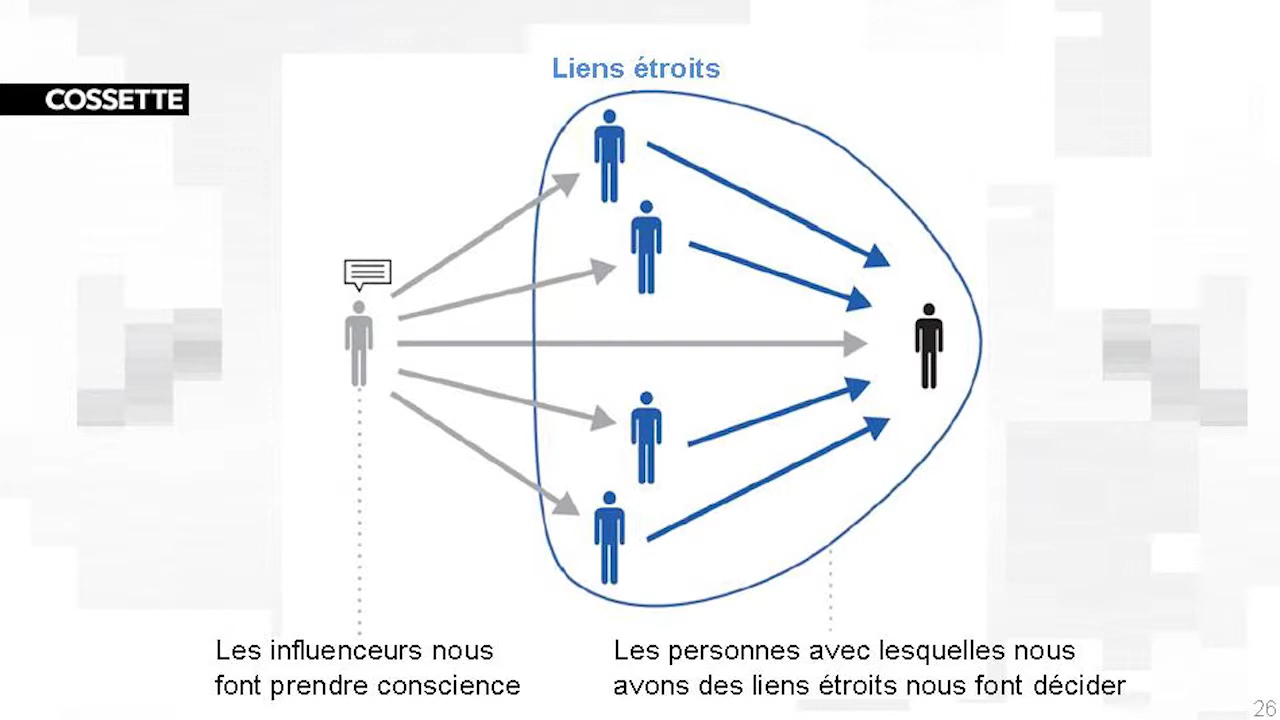 Liens étroits
COSSETTE
Les influenceurs nous
font prendre conscience
Les personnes avec lesquelles nous
avons des liens étroits nous font décider
26